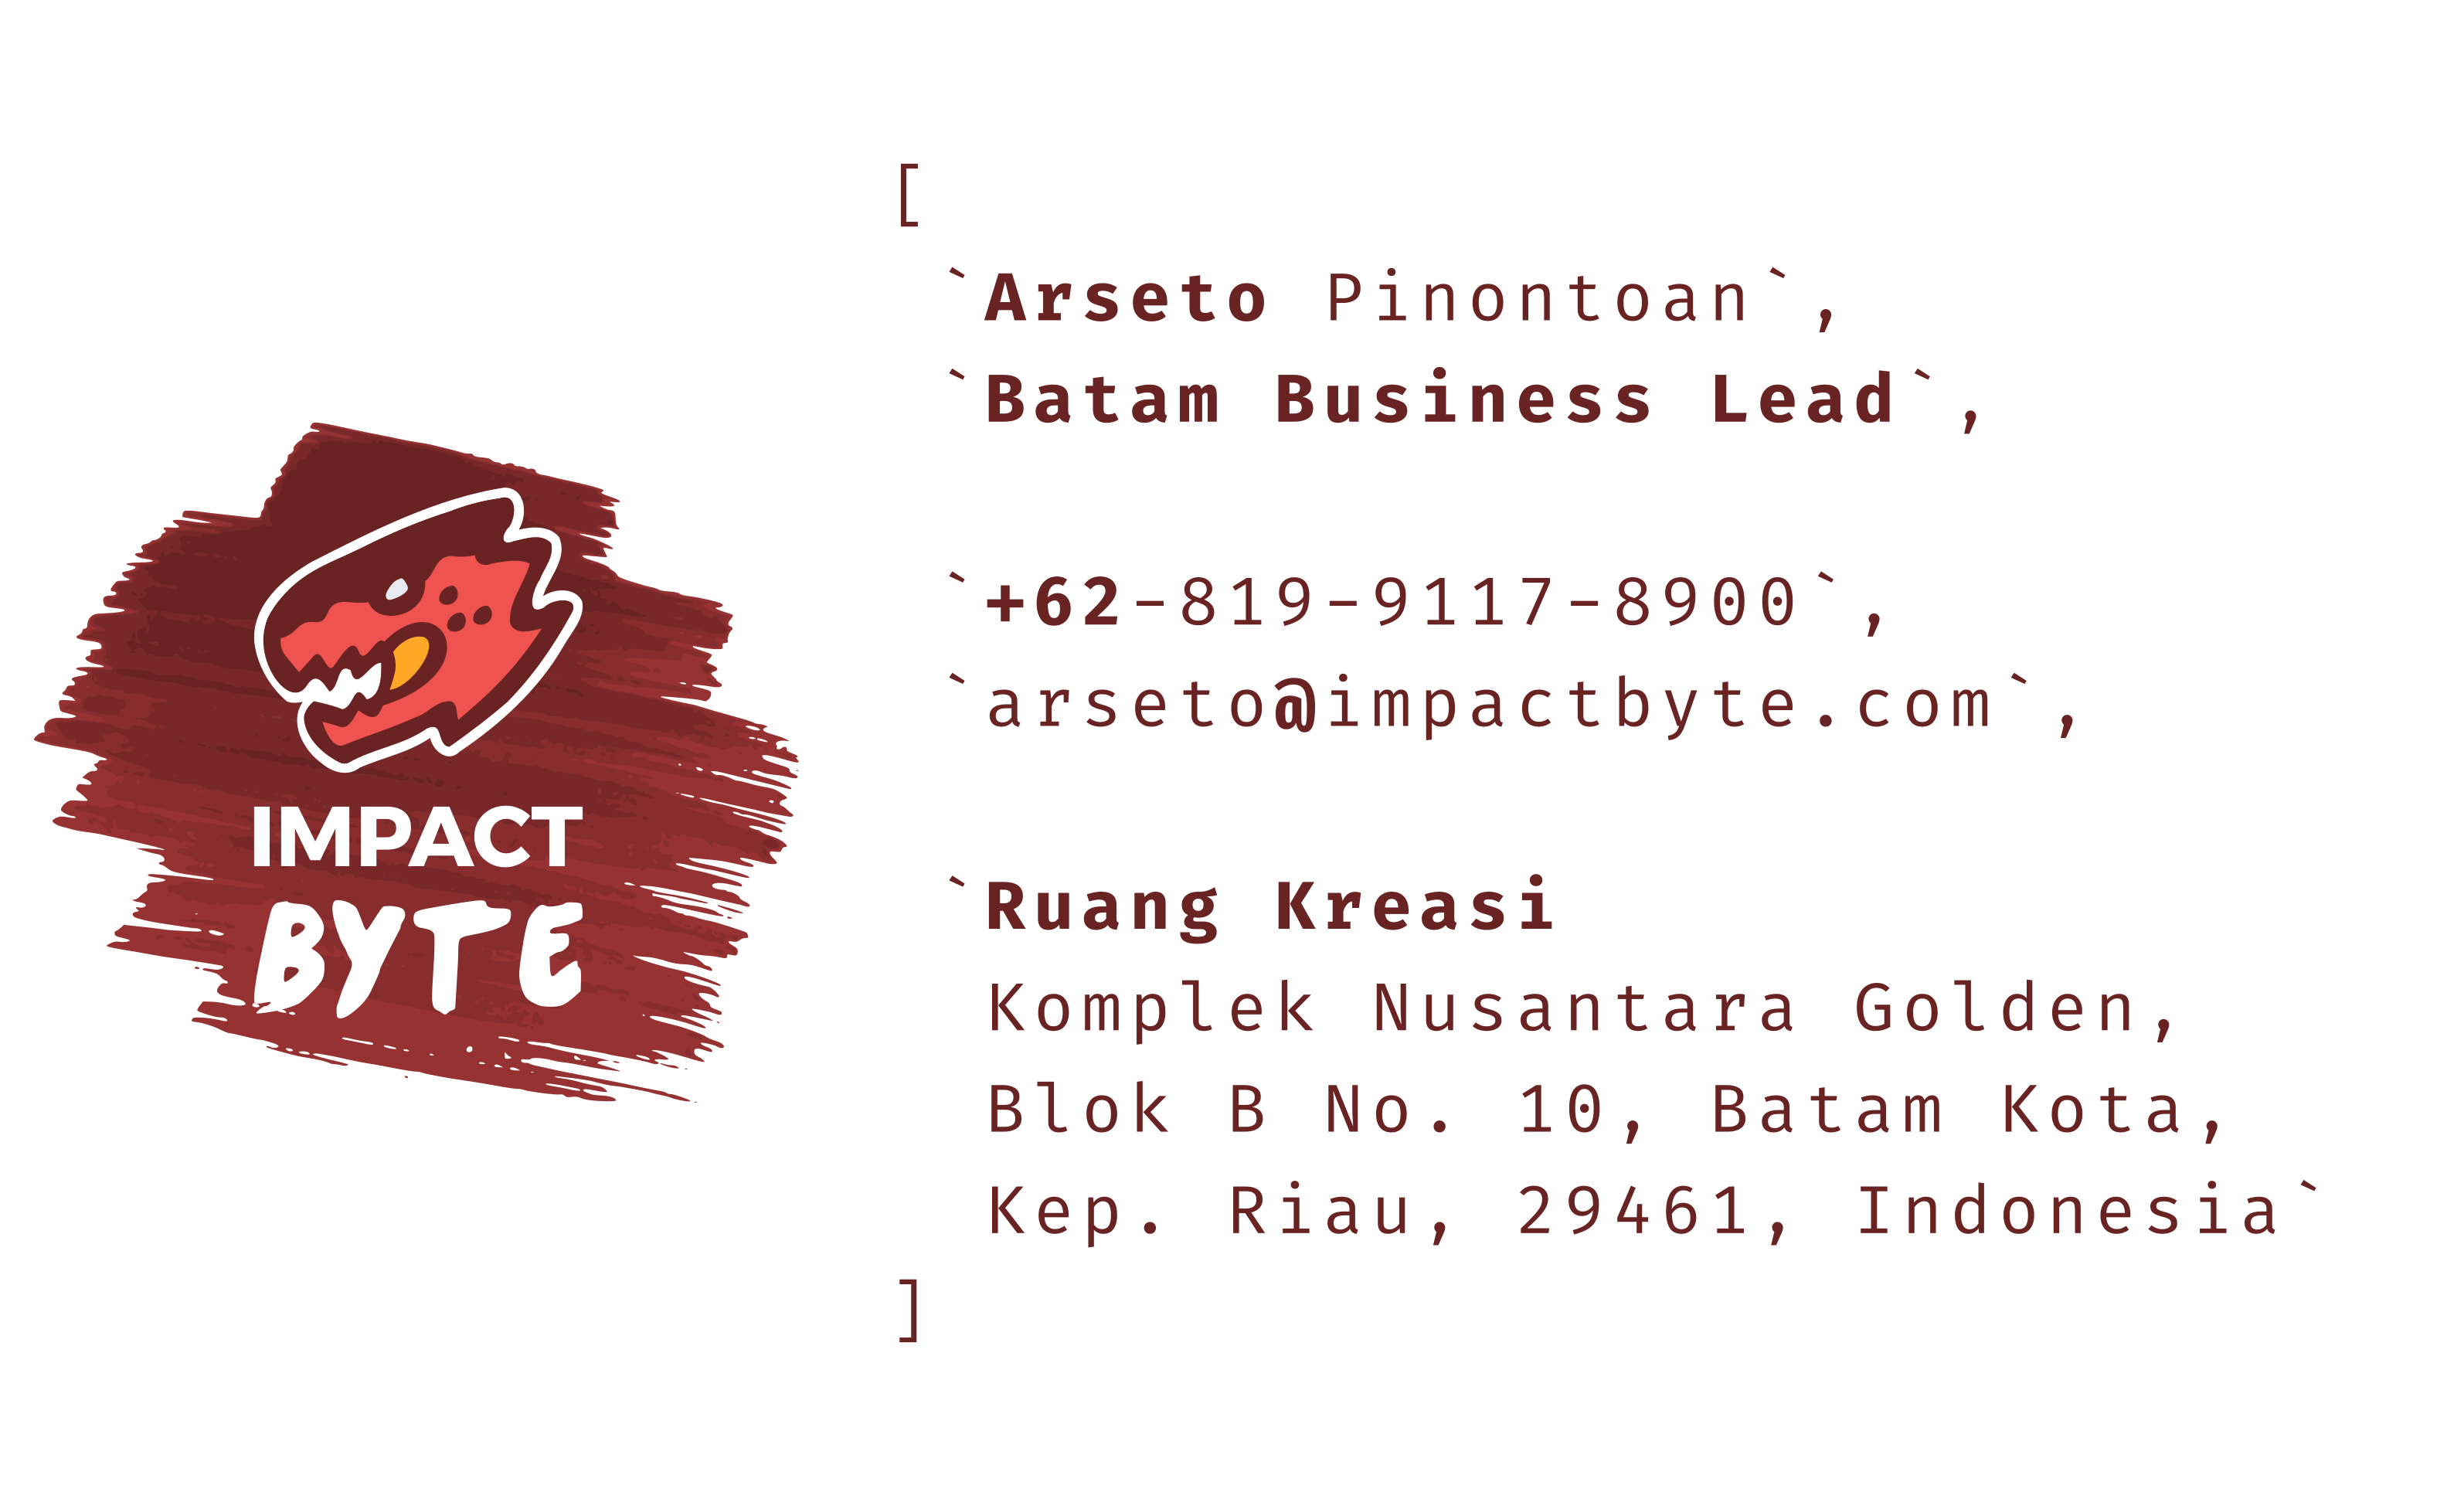 IMPACT
BYTE
[
`Arseto Pinontoan`,
`Batam Business Lead`,
`+62-819-9117-8900`,
`arseto@impactbyte.com`,
`Ruang Kreasi
Komplek Nusantara Golden,
Blok B No. 10, Batam Kota,
Kep. Riau, 29461, Indonesia`
]